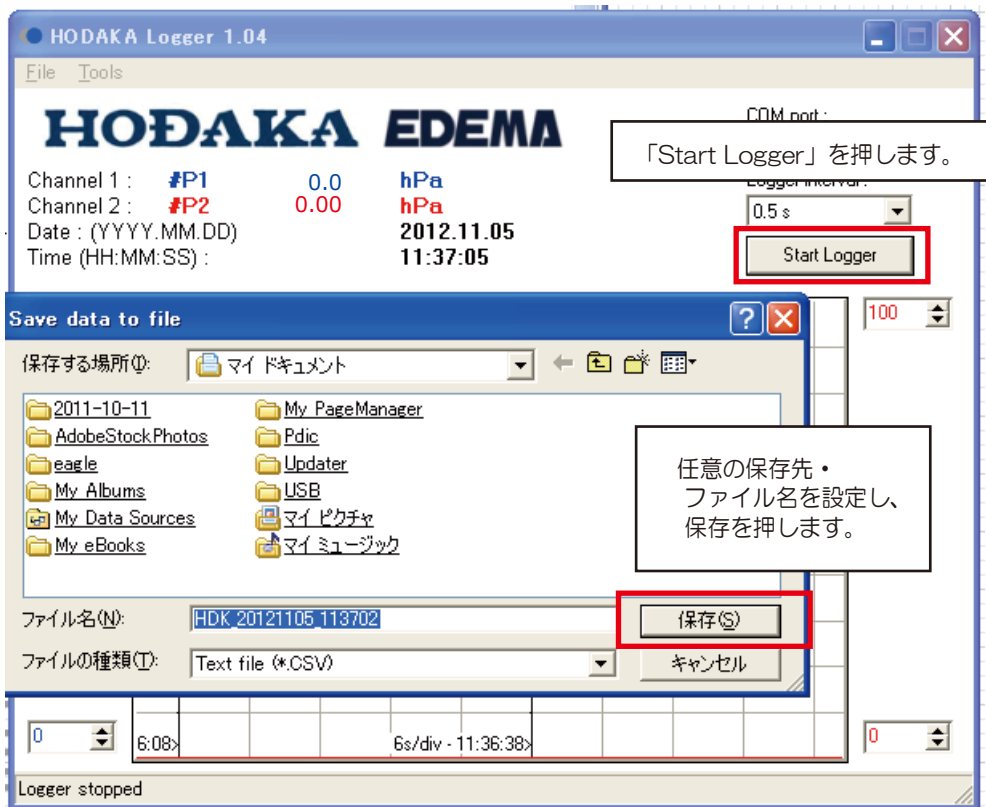 HODAKA Logger 1.04
File Tools
HOĐAKA EDEMA
COM port :
「Start Logger」を押します。
Channel 1 : #P1 0.0 hPa
Logger interval :
Channel 2 : #P2 0.00 hPa
0.5 s
Date : (YYYY.MM.DD) 2012.11.05
Time (HH:MM:SS) : 11:37:05
Start Logger
Save data to file
100
保存する場所(I):
マイ ドキュメント
2011-10-11
AdobeStockPhotos
eagle
My Albums
My Data Sources
My eBooks
My PageManager
Pdic
Updater
USB
マイ ピクチャ
マイ ミュージック
任意の保存先・
ファイル名を設定し、
保存を押します。
ファイル名(N):
HDK_20121105_113702
保存(S)
ファイルの種類(T):
Text file (*.CSV)
キャンセル
0
6:08>
6s/div - 11:36:38>
0
Logger stopped